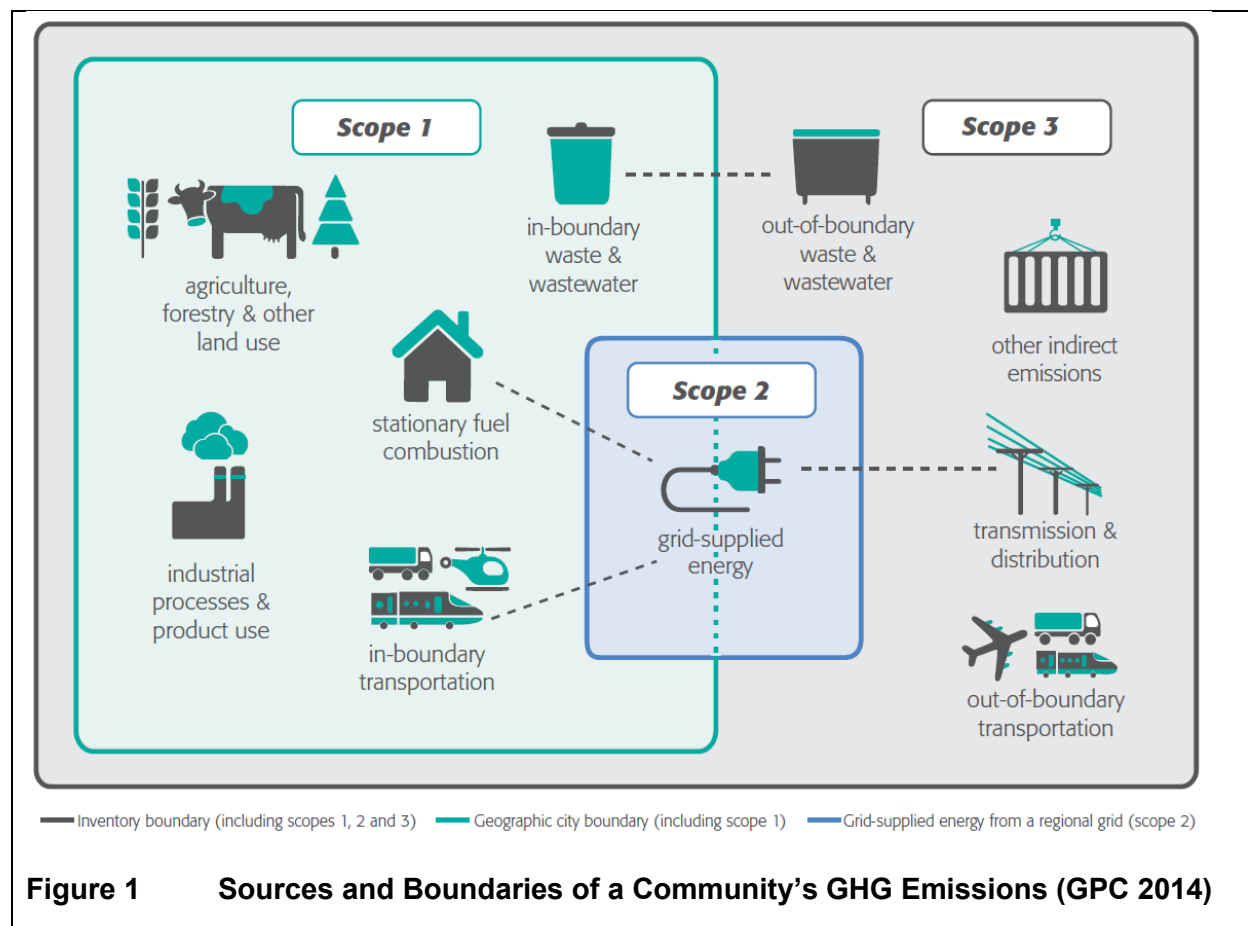 Scope 1
Scope 3
in-boundary
waste &
wastewater
out-of-boundary
waste &
wastewater
agriculture,
forestry & other
land use
other indirect
emissions
Scope 2
stationary fuel
combustion
grid-supplied
energy
transmission &
distribution
industrial
processes &
product use
in-boundary
transportation
out-of-boundary
transportation
Inventory boundary (including scopes 1, 2 and 3) Geographic city boundary (including scope 1) Grid-supplied energy from a regional grid (scope 2)
Figure 1 Sources and Boundaries of a Community's GHG Emissions (GPC 2014)